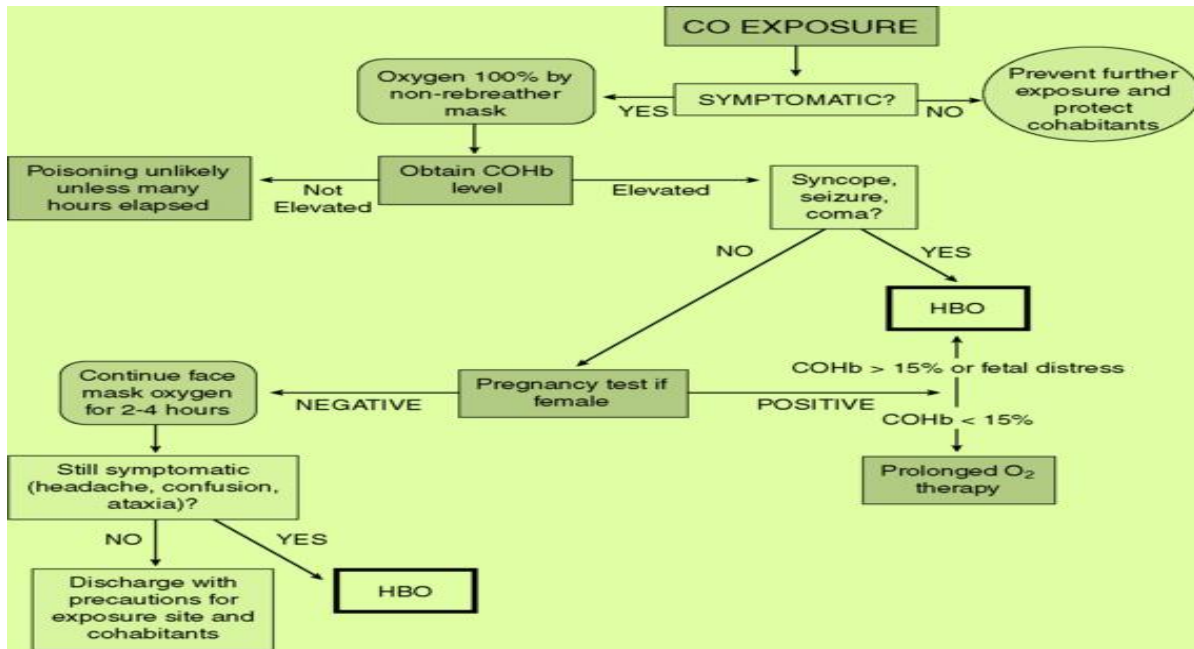 CO EXPOSURE
Oxygen 100% by
non-rebreather
mask
YES
SYMPTOMATIC?
NO
Prevent further
exposure and
protect
cohabitants
Poisoning unlikely
unless many
hours elapsed
Not
Elevated
Obtain COHb
level
Elevated
Syncope,
seizure,
coma?
NO
YES
HBO
COHb > 15% or fetal distress
Continue face
mask oxygen
for 2-4 hours
NEGATIVE
Pregnancy test if
female
POSITIVE
COHb < 15%
Prolonged O₂
therapy
Still symptomatic
(headache, confusion,
ataxia)?
NO
YES
Discharge with
precautions for
exposure site and
cohabitants
HBO